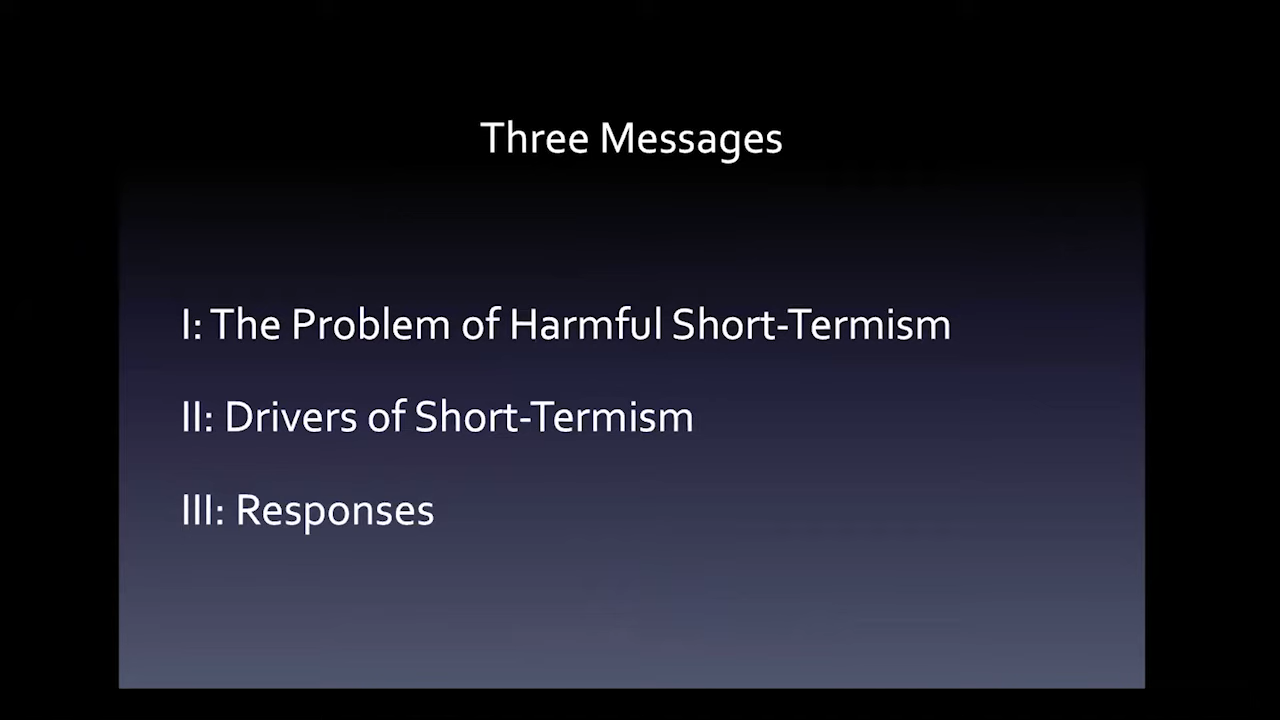 Three Messages
I: The Problem of Harmful Short-Termism
II: Drivers of Short-Termism
III: Responses